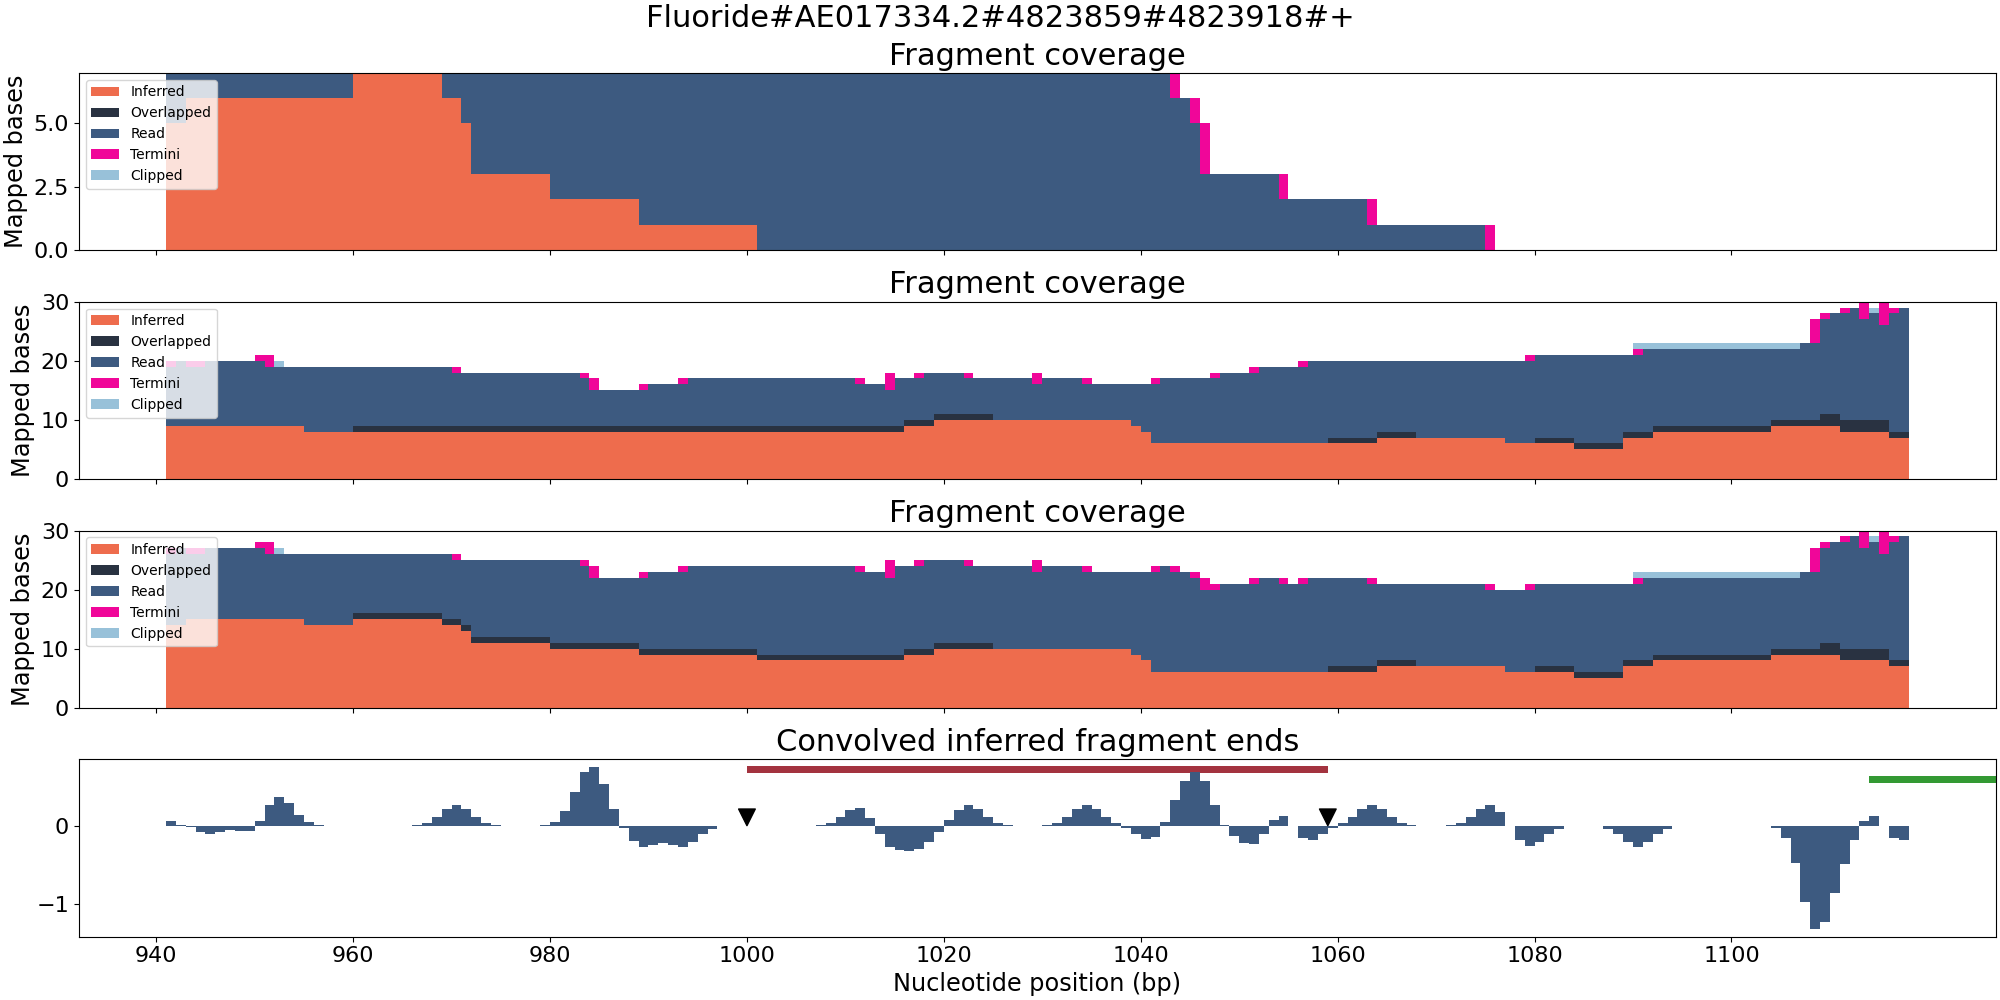 Fluoride#AE017334.2#4823859#4823918#+
Fragment coverage
Mapped bases
5.0
2.5
0.0
Inferred
Overlapped
Read
Termini
Clipped
Fragment coverage
Mapped bases
30
20
10
0
Inferred
Overlapped
Read
Termini
Clipped
Fragment coverage
Mapped bases
30
20
10
0
Inferred
Overlapped
Read
Termini
Clipped
Convolved inferred fragment ends
0
−1
940 960 980 1000 1020 1040 1060 1080 1100
Nucleotide position (bp)